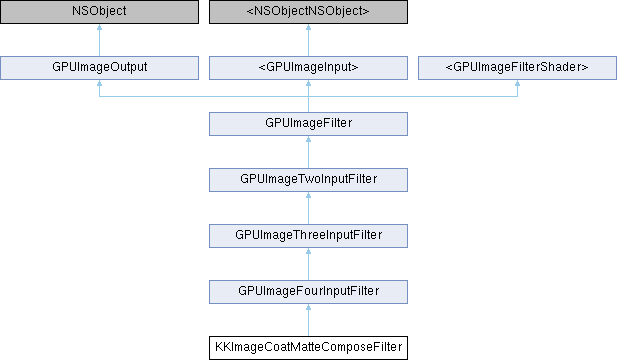 NSObject
<NSObjectNSObject>
GPUImageOutput
<GPUImageInput>
<GPUImageFilterShader>
GPUImageFilter
GPUImageTwoInputFilter
GPUImageThreeInputFilter
GPUImageFourInputFilter
KKImageCoatMatteComposeFilter